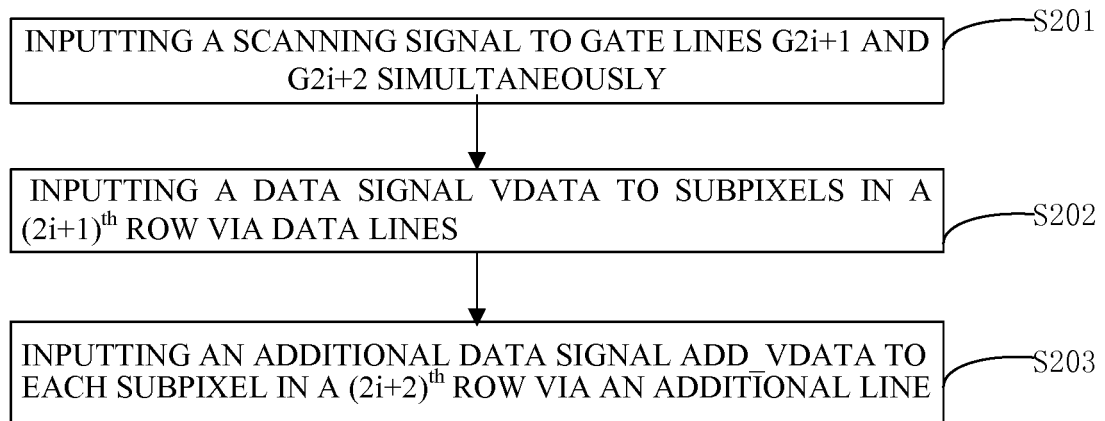 S201
INPUTTING A SCANNING SIGNAL TO GATE LINES G2i+1 AND
G2i+2 SIMULTANEOUSLY
INPUTTING A DATA SIGNAL VDATA TO SUBPIXELS IN A
(2i+1)th ROW VIA DATA LINES
S202
INPUTTING AN ADDITIONAL DATA SIGNAL ADD_VDATA TO
EACH SUBPIXEL IN A (2i+2)th ROW VIA AN ADDITIONAL LINE
S203